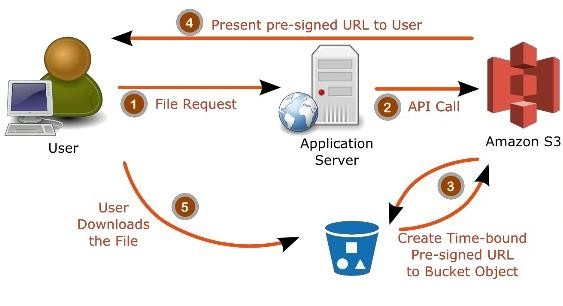 4 Present pre-signed URL to User
1 File Request
2 API Call
User
Application
Server
Amazon S3
3
User
Downloads
the File
5
Create Time-bound
Pre-signed URL
to Bucket Object